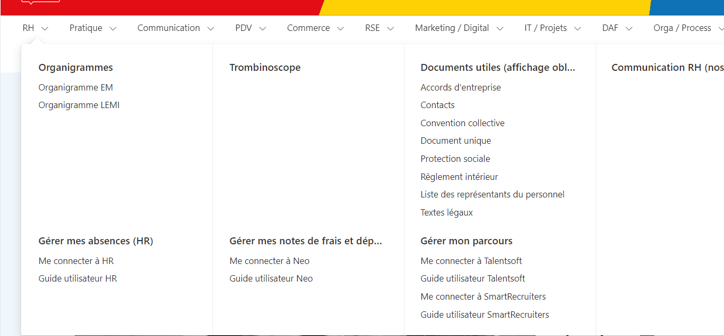 RH Pratique Communication PDV Commerce RSE Marketing / Digital IT / Projets DAF Orga / Process
Organigrammes
Organigramme EM
Organigramme LEMI
Trombinoscope
Documents utiles (affichage obl...
Accords d'entreprise
Contacts
Convention collective
Document unique
Protection sociale
Règlement intérieur
Liste des représentants du personnel
Textes légaux
Communication RH (nos
Gérer mes absences (HR)
Me connecter à HR
Guide utilisateur HR
Gérer mes notes de frais et dép...
Me connecter à Neo
Guide utilisateur Neo
Gérer mon parcours
Me connecter à Talentsoft
Guide utilisateur Talentsoft
Me connecter à SmartRecruiters
Guide utilisateur SmartRecruiters